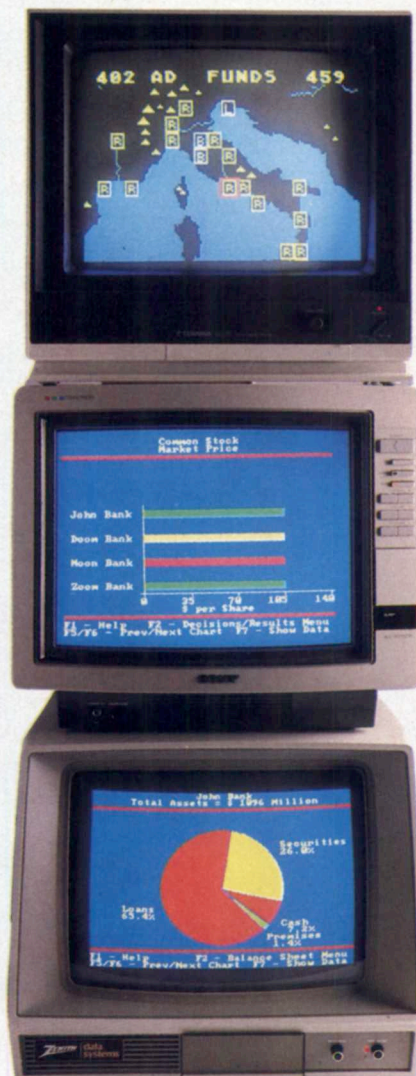 402 AD FUNDS 459
R L
R
R R R R
R
R R R R R
R
R
R R
Common Stock
Market Price
John Bank
Doom Bank
Moon Bank
Zoom Bank
0 35 70 105 140
$ per Share
F1 - Help F2 - Decisions/Results Menu
F5/F6 - Prev/Next Chart F7 - Show Data
SONY
John Bank
Total Assets = $ 1096 Million
Securities
26.0%
Loans
65.4%
Cash
7.2%
Premises
1.4%
F1 - Help F2 - Balance Sheet Menu
F5/F6 - Prev/Next Chart F7 - Show Data
ZENITH data systems